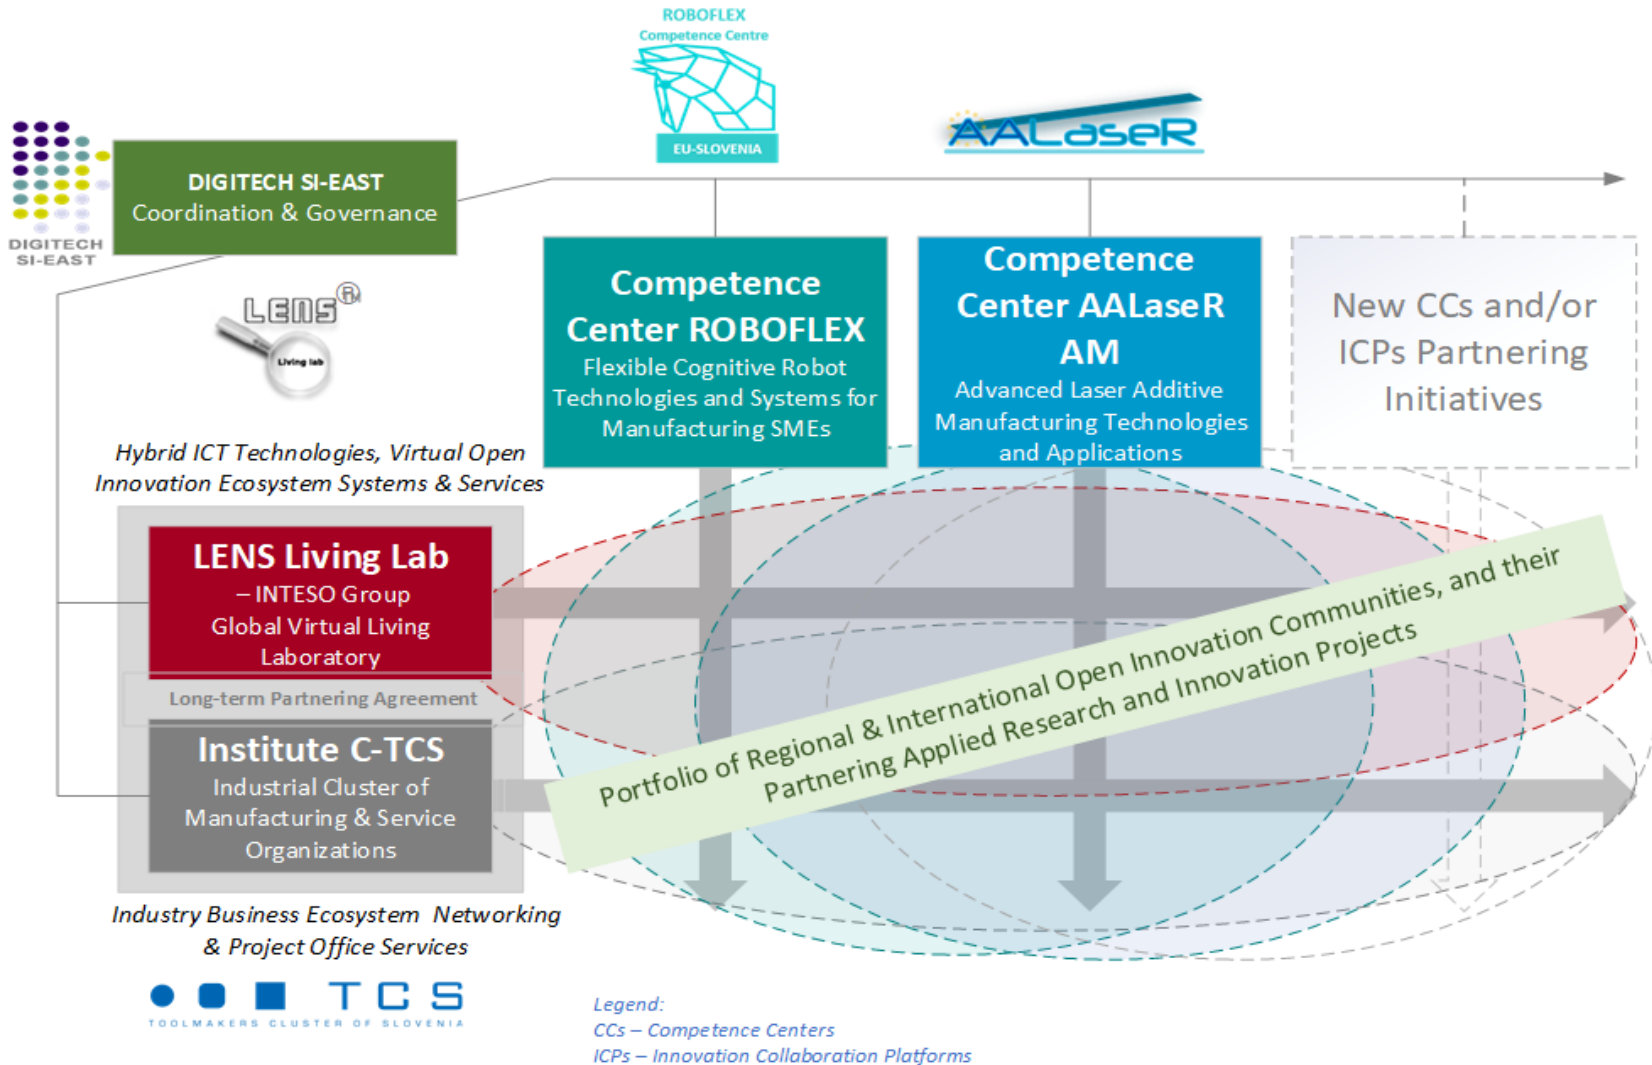 ROBOFLEX
Competence Centre
EU-SLOVENIA
AALaseR
DIGITECH
SI-EAST
DIGITECH SI-EAST
Coordination & Governance
LENS®
Living lab
Competence
Center ROBOFLEX
Flexible Cognitive Robot
Technologies and Systems for
Manufacturing SMEs
Competence
Center AALaseR
AM
Advanced Laser Additive
Manufacturing Technologies
and Applications
New CCs and/or
ICPs Partnering
Initiatives
Hybrid ICT Technologies, Virtual Open
Innovation Ecosystem Systems & Services
LENS Living Lab
– INTESO Group
Global Virtual Living
Laboratory
Long-term Partnering Agreement
Institute C-TCS
Industrial Cluster of
Manufacturing & Service
Organizations
Portfolio of Regional & International Open Innovation Communities, and their
Partnering Applied Research and Innovation Projects
Industry Business Ecosystem Networking
& Project Office Services
TCS
TOOLMAKERS CLUSTER OF SLOVENIA
Legend:
CCs – Competence Centers
ICPs – Innovation Collaboration Platforms